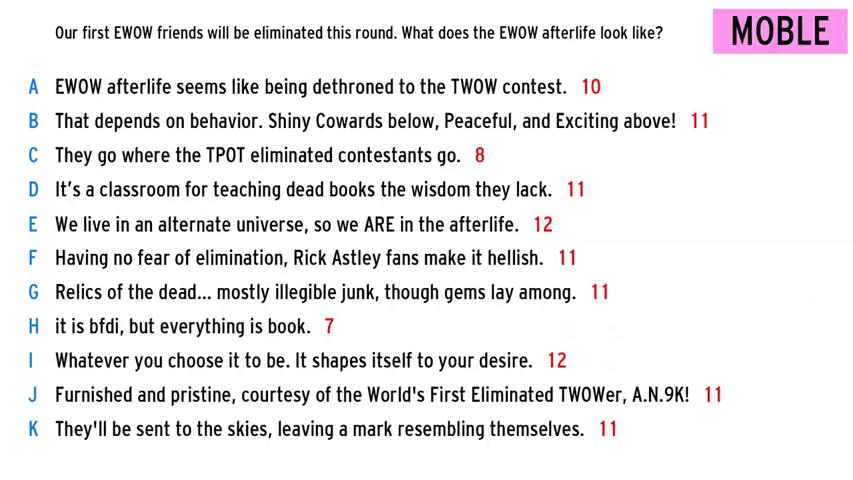 Our first EWOW friends will be eliminated this round. What does the EWOW afterlife look like?
MOBLE
A EWOW afterlife seems like being dethroned to the TWOW contest. 10
B That depends on behavior. Shiny Cowards below, Peaceful, and Exciting above! 11
C They go where the TPOT eliminated contestants go. 8
D It's a classroom for teaching dead books the wisdom they lack. 11
E We live in an alternate universe, so we ARE in the afterlife. 12
F Having no fear of elimination, Rick Astley fans make it hellish. 11
G Relics of the dead... mostly illegible junk, though gems lay among. 11
H it is bfdi, but everything is book. 7
I Whatever you choose it to be. It shapes itself to your desire. 12
J Furnished and pristine, courtesy of the World's First Eliminated TWOWer, A.N.9K! 11
K They'll be sent to the skies, leaving a mark resembling themselves. 11